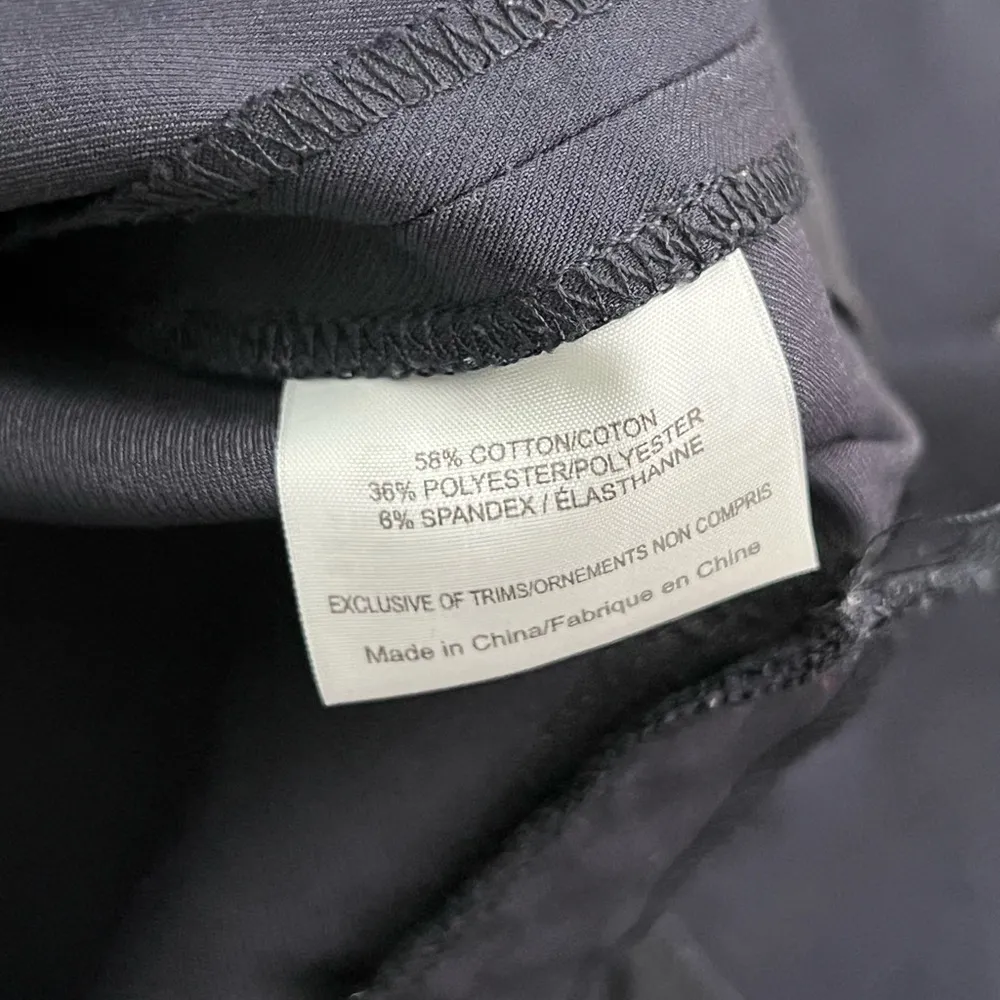 58% COTTON/COTON
36% POLYESTER/POLYESTER
6% SPANDEX / ÉLASTHANNE
EXCLUSIVE OF TRIMS/ORNEMENTS NON COMPRIS
Made in China/Fabrique en Chine